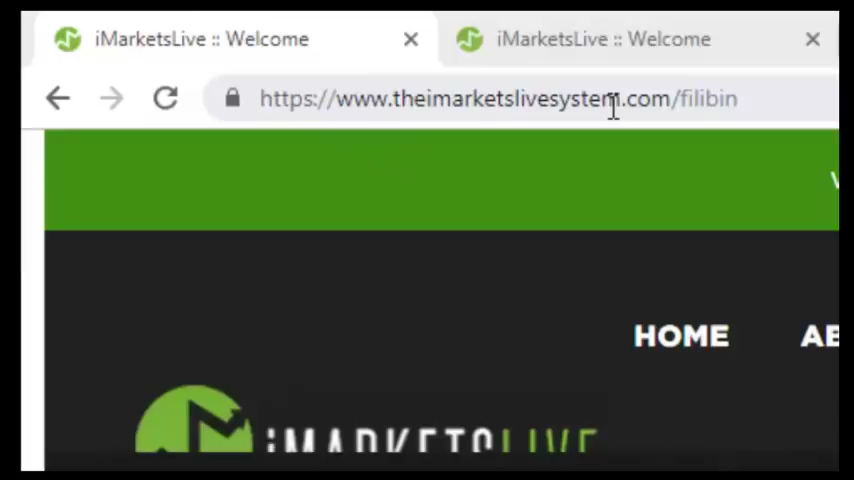 iMarketsLive :: Welcome
iMarketsLive :: Welcome
https://www.theimarketslivesystem.com/filibin
HOME
iMARKETSLIVE